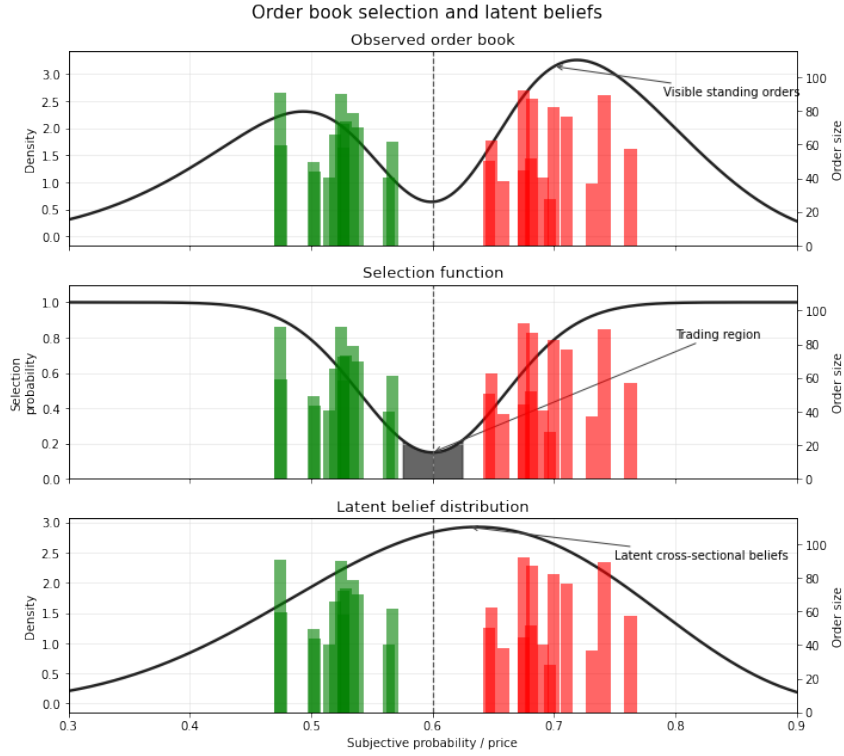 Order book selection and latent beliefs
Observed order book
3.0
2.5
2.0
1.5
1.0
0.5
0.0
Density
Visible standing orders
100
80
60
40
20
0
Order size
Selection function
1.0
0.8
0.6
0.4
0.2
0.0
Selection
probability
Trading region
100
80
60
40
20
0
Order size
Latent belief distribution
3.0
2.5
2.0
1.5
1.0
0.5
0.0
Density
Latent cross-sectional beliefs
100
80
60
40
20
0
Order size
0.3 0.4 0.5 0.6 0.7 0.8 0.9
Subjective probability / price